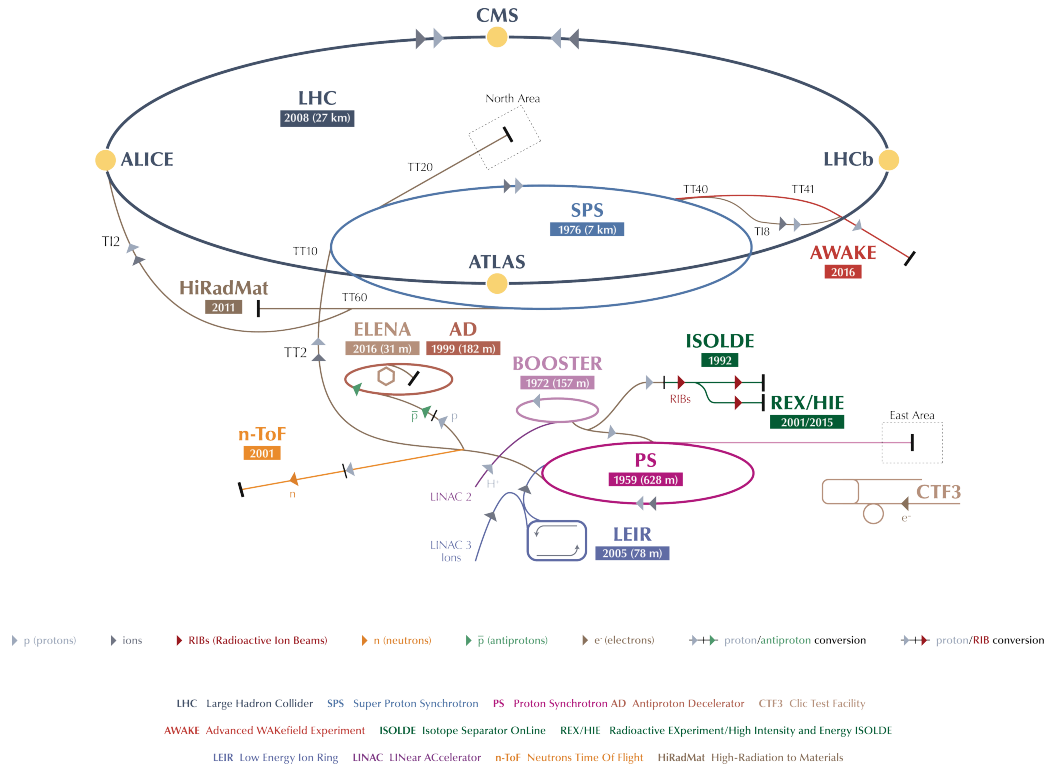 CMS
LHC
2008 (27 km)
North Area
ALICE
LHCb
TT20
TT40
TT41
SPS
1976 (7 km)
TI2
TT10
TI8
ATLAS
AWAKE
2016
HiRadMat
2011
TT60
ELENA
2016 (31 m)
AD
1999 (182 m)
TT2
ISOLDE
1992
BOOSTER
1972 (157 m)
RIBs
REX/HIE
2001/2015
p̅
p
East Area
n-ToF
2001
PS
1959 (628 m)
n
H⁺
LINAC 2
CTF3
e⁻
LEIR
2005 (78 m)
LINAC 3
Ions
p (protons) ions RIBs (Radioactive Ion Beams) n (neutrons) p̅ (antiprotons) e⁻ (electrons) proton/antiproton conversion proton/RIB conversion
LHC Large Hadron Collider SPS Super Proton Synchrotron PS Proton Synchrotron AD Antiproton Decelerator CTF3 Clic Test Facility
AWAKE Advanced WAKefield Experiment ISOLDE Isotope Separator OnLine REX/HIE Radioactive EXperiment/High Intensity and Energy ISOLDE
LEIR Low Energy Ion Ring LINAC LINear ACcelerator n-ToF Neutrons Time Of Flight HiRadMat High-Radiation to Materials